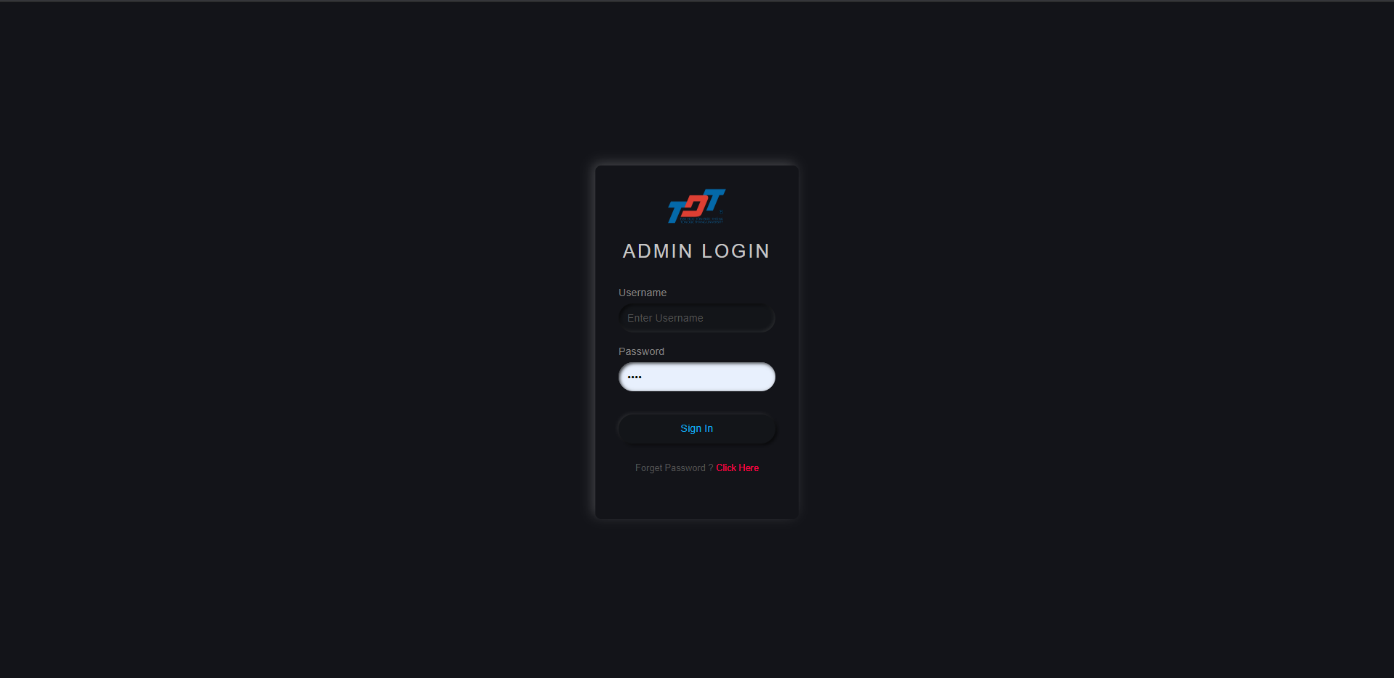 TDT
ADMIN LOGIN
Username
Enter Username
Password
••••
Sign In
Forget Password ? Click Here